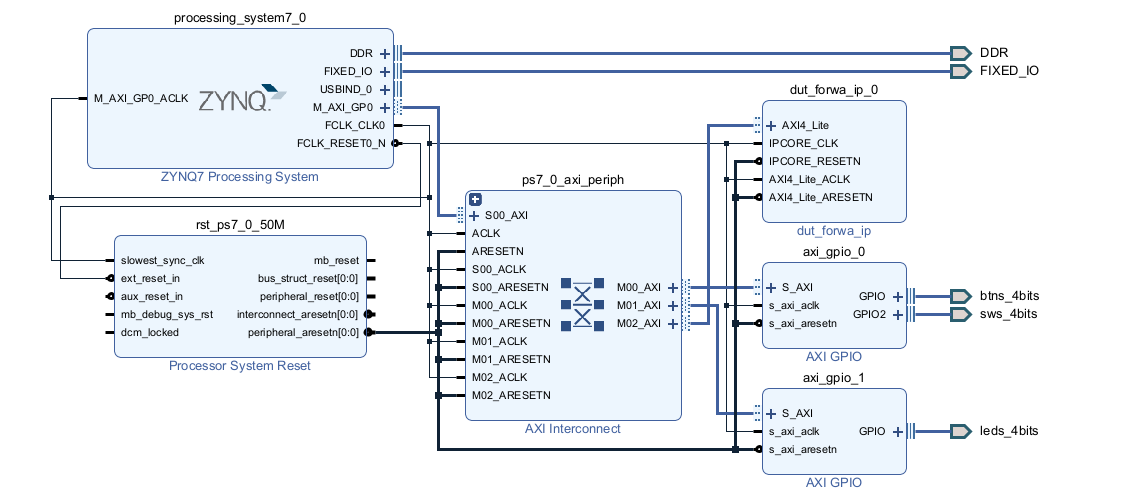 processing_system7_0
M_AXI_GP0_ACLK
ZYNQ.
DDR
FIXED_IO
USBIND_0
M_AXI_GP0
FCLK_CLK0
FCLK_RESET0_N
ZYNQ7 Processing System
DDR
FIXED_IO
rst_ps7_0_50M
slowest_sync_clk
ext_reset_in
aux_reset_in
mb_debug_sys_rst
dcm_locked
mb_reset
bus_struct_reset[0:0]
peripheral_reset[0:0]
interconnect_aresetn[0:0]
peripheral_aresetn[0:0]
Processor System Reset
ps7_0_axi_periph
S00_AXI
ACLK
ARESETN
S00_ACLK
S00_ARESETN
M00_ACLK
M00_ARESETN
M01_ACLK
M01_ARESETN
M02_ACLK
M02_ARESETN
M00_AXI
M01_AXI
M02_AXI
AXI Interconnect
dut_forwa_ip_0
AXI4_Lite
IPCORE_CLK
IPCORE_RESETN
AXI4_Lite_ACLK
AXI4_Lite_ARESETN
dut_forwa_ip
axi_gpio_0
S_AXI
s_axi_aclk
s_axi_aresetn
GPIO
GPIO2
AXI GPIO
btns_4bits
sws_4bits
axi_gpio_1
S_AXI
s_axi_aclk
s_axi_aresetn
GPIO
AXI GPIO
leds_4bits